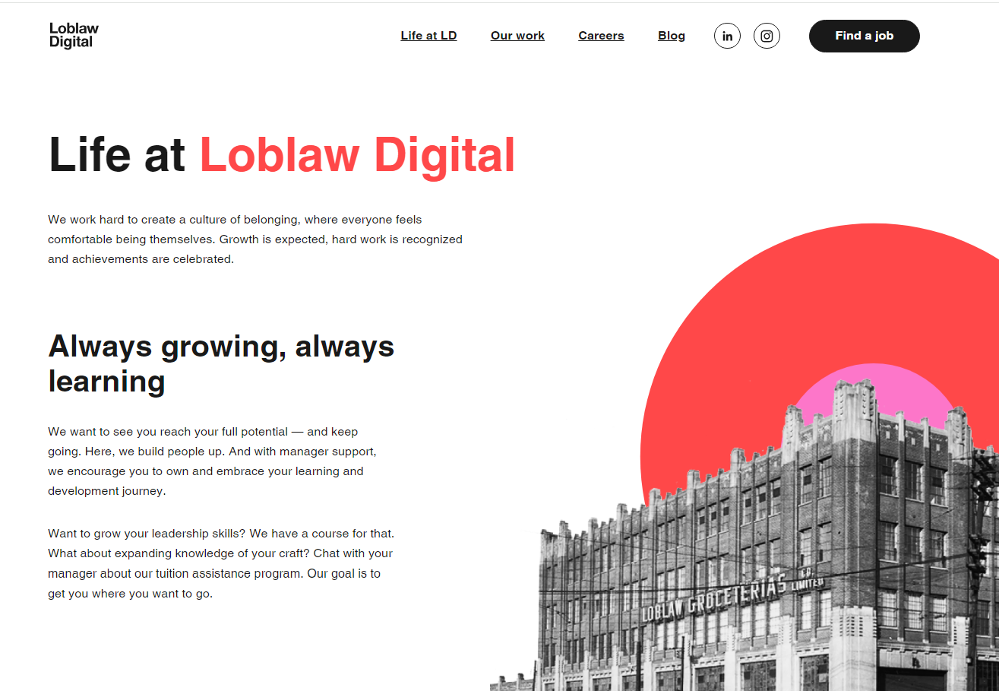 Loblaw
Digital
Life at LD
Our work
Careers
Blog
in
Find a job
Life at Loblaw Digital
We work hard to create a culture of belonging, where everyone feels
comfortable being themselves. Growth is expected, hard work is recognized
and achievements are celebrated.
Always growing, always
learning
We want to see you reach your full potential — and keep
going. Here, we build people up. And with manager support,
we encourage you to own and embrace your learning and
development journey.
Want to grow your leadership skills? We have a course for that.
What about expanding knowledge of your craft? Chat with your
manager about our tuition assistance program. Our goal is to
get you where you want to go.
LOBLAW GROCETERIAS CO. LIMITED